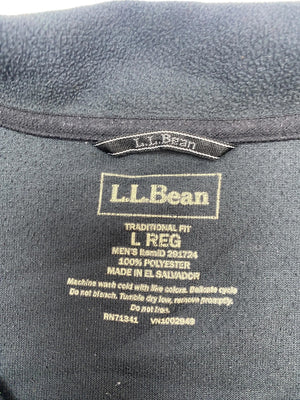 L.L.Bean
L.L.Bean
TRADITIONAL FIT
L REG
MEN'S ItemID 291724
100% POLYESTER
MADE IN EL SALVADOR
Machine wash cold with like colors. Delicate cycle
Do not bleach. Tumble dry low, remove promptly.
Do not iron.
RN71341 VN1002949